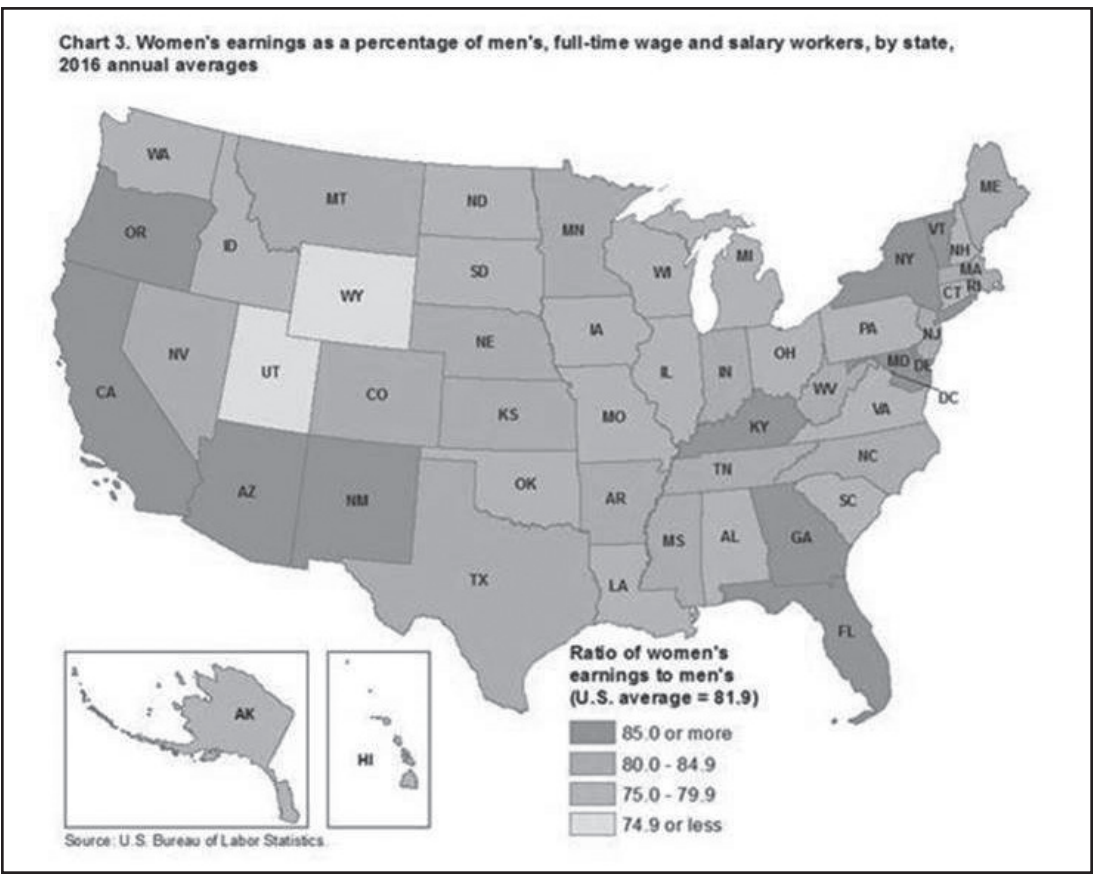 Chart 3. Women's earnings as a percentage of men's, full-time wage and salary workers, by state,
2016 annual averages
WA
MT
ND
MN
ME
OR
ID
SD
WI
MI
NY
VT
NH
MA
RI
CT
WY
NE
IA
PA
NJ
NV
UT
CO
KS
IL
IN
OH
WV
MD
DE
DC
VA
CA
MO
KY
NC
AZ
NM
OK
AR
TN
SC
TX
LA
MS
AL
GA
FL
AK
HI
Ratio of women's
earnings to men's
(U.S. average = 81.9)
85.0 or more
80.0 - 84.9
75.0 - 79.9
74.9 or less
Source: U.S. Bureau of Labor Statistics.